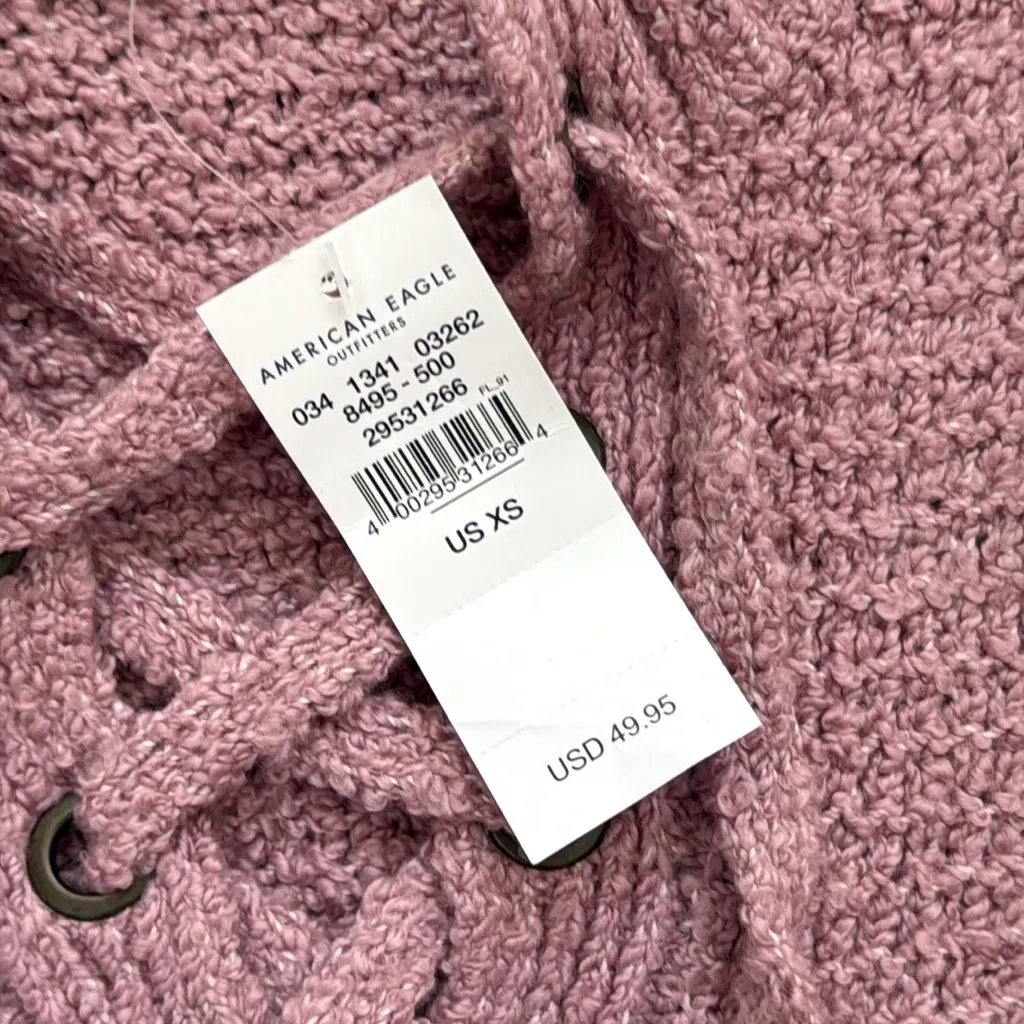 AMERICAN EAGLE
OUTFITTERS
034 1341 03262
8495 - 500
29531266 FL_91
4 00295 31266 4
US XS
USD 49.95